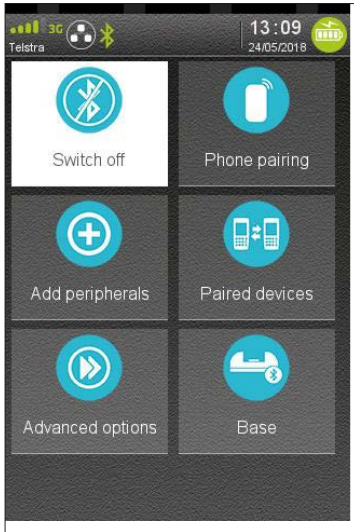 3G
13:09
Telstra
24/05/2018
Switch off
Phone pairing
Add peripherals
Paired devices
Advanced options
Base